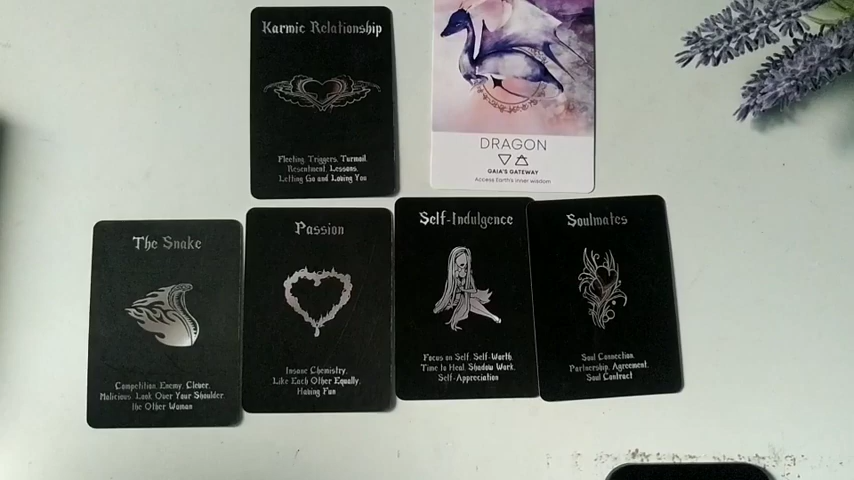 Karmic Relationship
Fleeting, Triggers, Turmoil,
Resentment, Lessons,
Letting Go and Loving You
DRAGON
GAIA'S GATEWAY
Access Earth's inner wisdom
The Snake
Competition, Enemy, Clever,
Malicious, Look Over Your Shoulder,
the Other Woman
Passion
Insane Chemistry,
Like Each Other Equally,
Having Fun
Self-Indulgence
Focus on Self, Self-Worth,
Time to Heal, Shadow Work,
Self-Appreciation
Soulmates
Soul Connection,
Partnership, Agreement,
Soul Contract